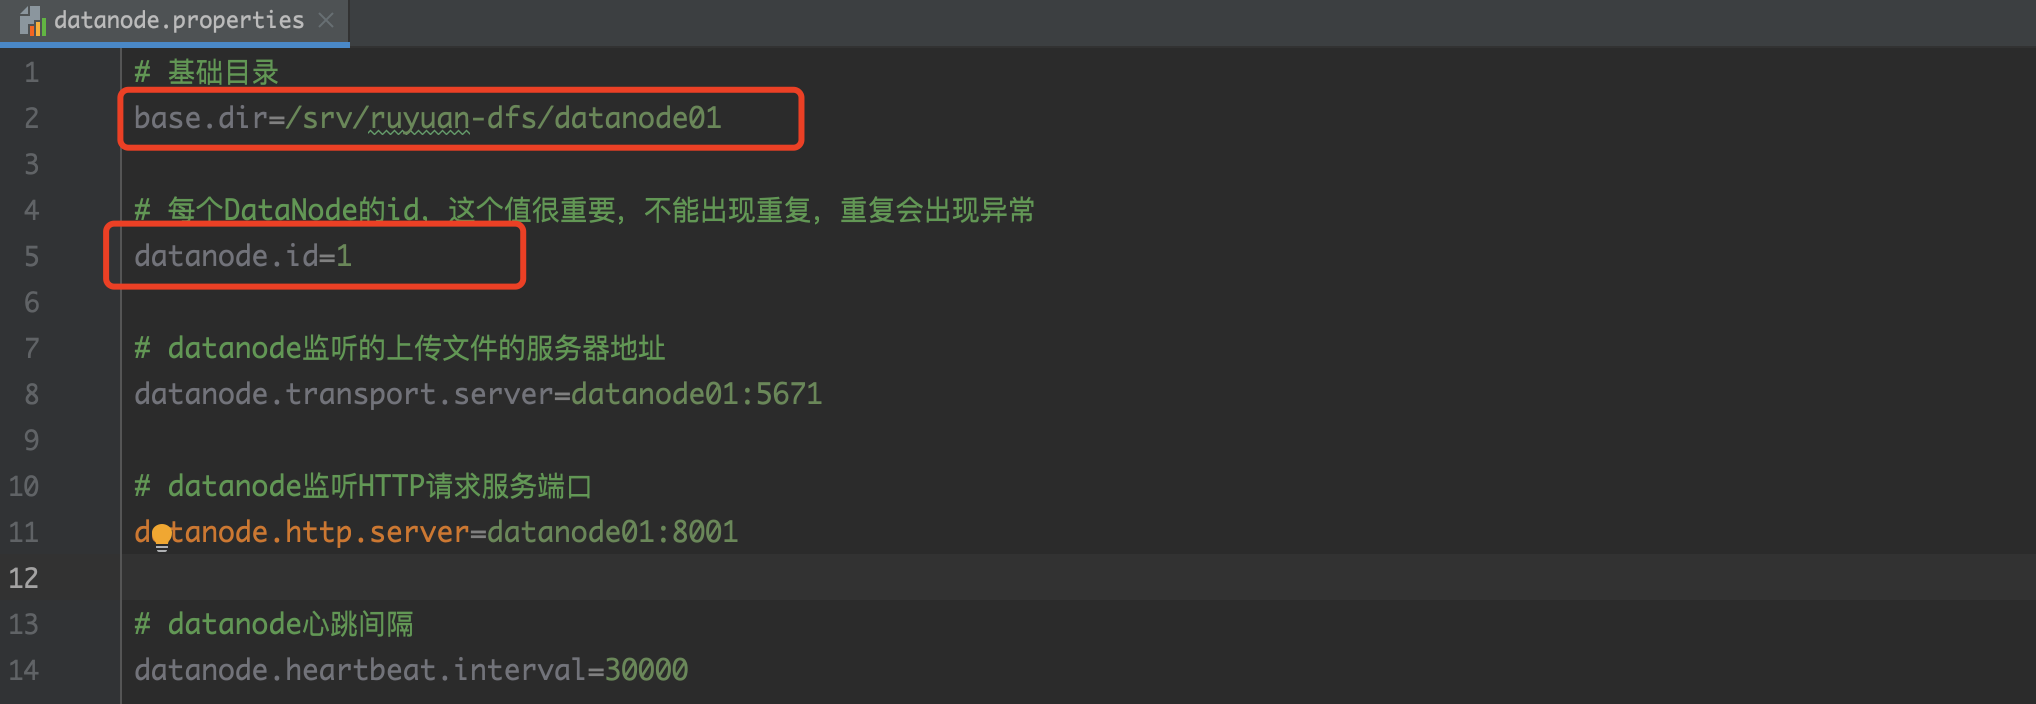 datanode.properties
1 # 基础目录
2 base.dir=/srv/ruyuan-dfs/datanode01
3
4 # 每个DataNode的id，这个值很重要，不能出现重复，重复会出现异常
5 datanode.id=1
6
7 # datanode监听的上传文件的服务器地址
8 datanode.transport.server=datanode01:5671
9
10 # datanode监听HTTP请求服务端口
11 datanode.http.server=datanode01:8001
12
13 # datanode心跳间隔
14 datanode.heartbeat.interval=30000